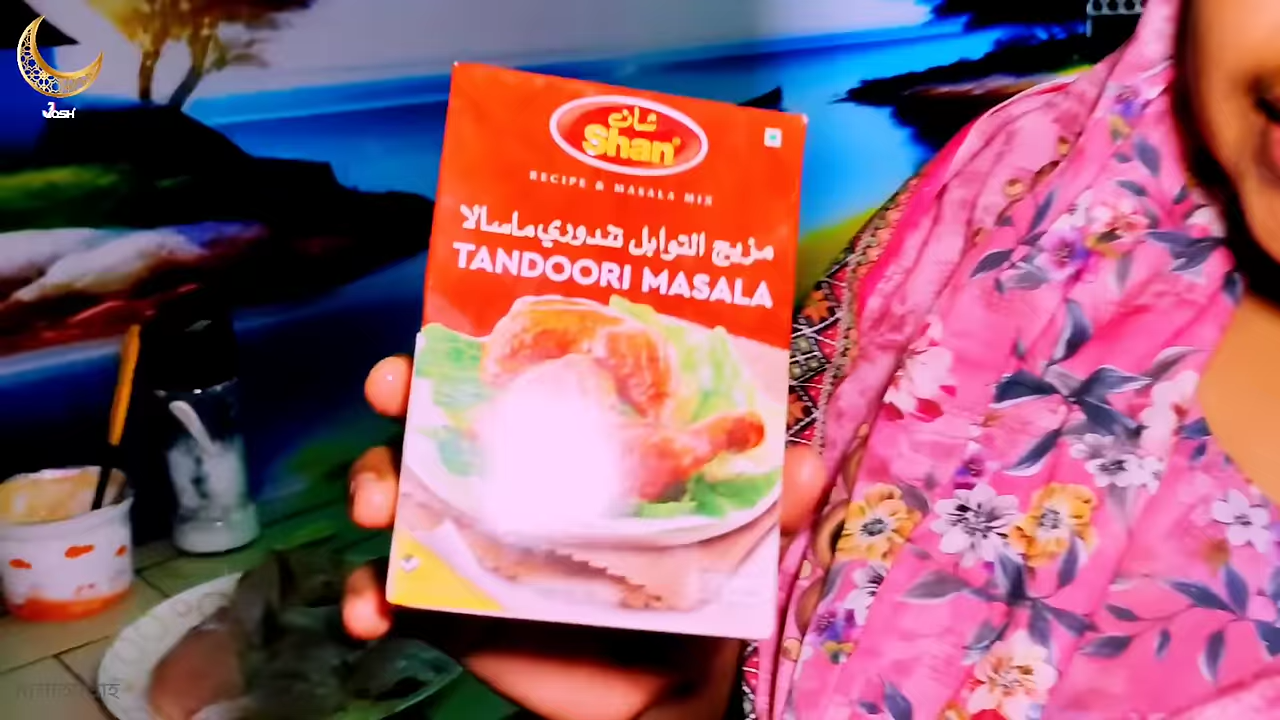 JOSH
شان
Shan
RECIPE & MASALA MIX
مزيج التوابل تندوري ماسالا
TANDOORI MASALA